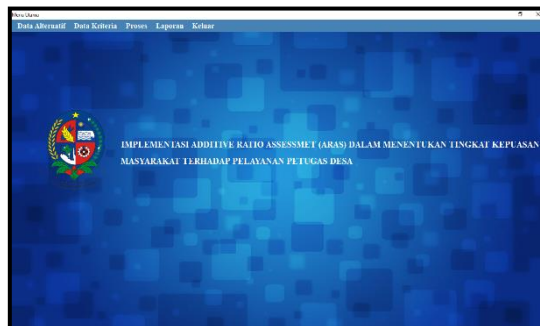 Menu Utama
Data Alternatif Data Kriteria Proses Laporan Keluar
IMPLEMENTASI ADDITIVE RATIO ASSESSMET (ARAS) DALAM MENENTUKAN TINGKAT KEPUASAN
MASYARAKAT TERHADAP PELAYANAN PETUGAS DESA